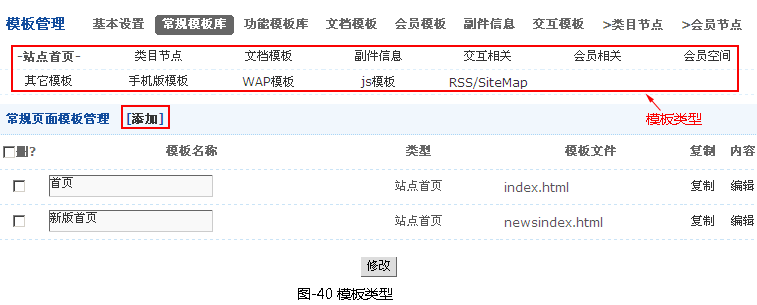 模板管理 基本设置 常规模板库 功能模板库 文档模板 会员模板 副件信息 交互模板 >类目节点 >会员节点
-站点首页- 类目节点 文档模板 副件信息 交互相关 会员相关 会员空间
其它模板 手机版模板 WAP模板 js模板 RSS/SiteMap
模板类型
常规页面模板管理 [添加]
删? 模板名称 类型 模板文件 复制 内容
首页 站点首页 index.html 复制 编辑
新版首页 站点首页 newsindex.html 复制 编辑
修改
图-40 模板类型